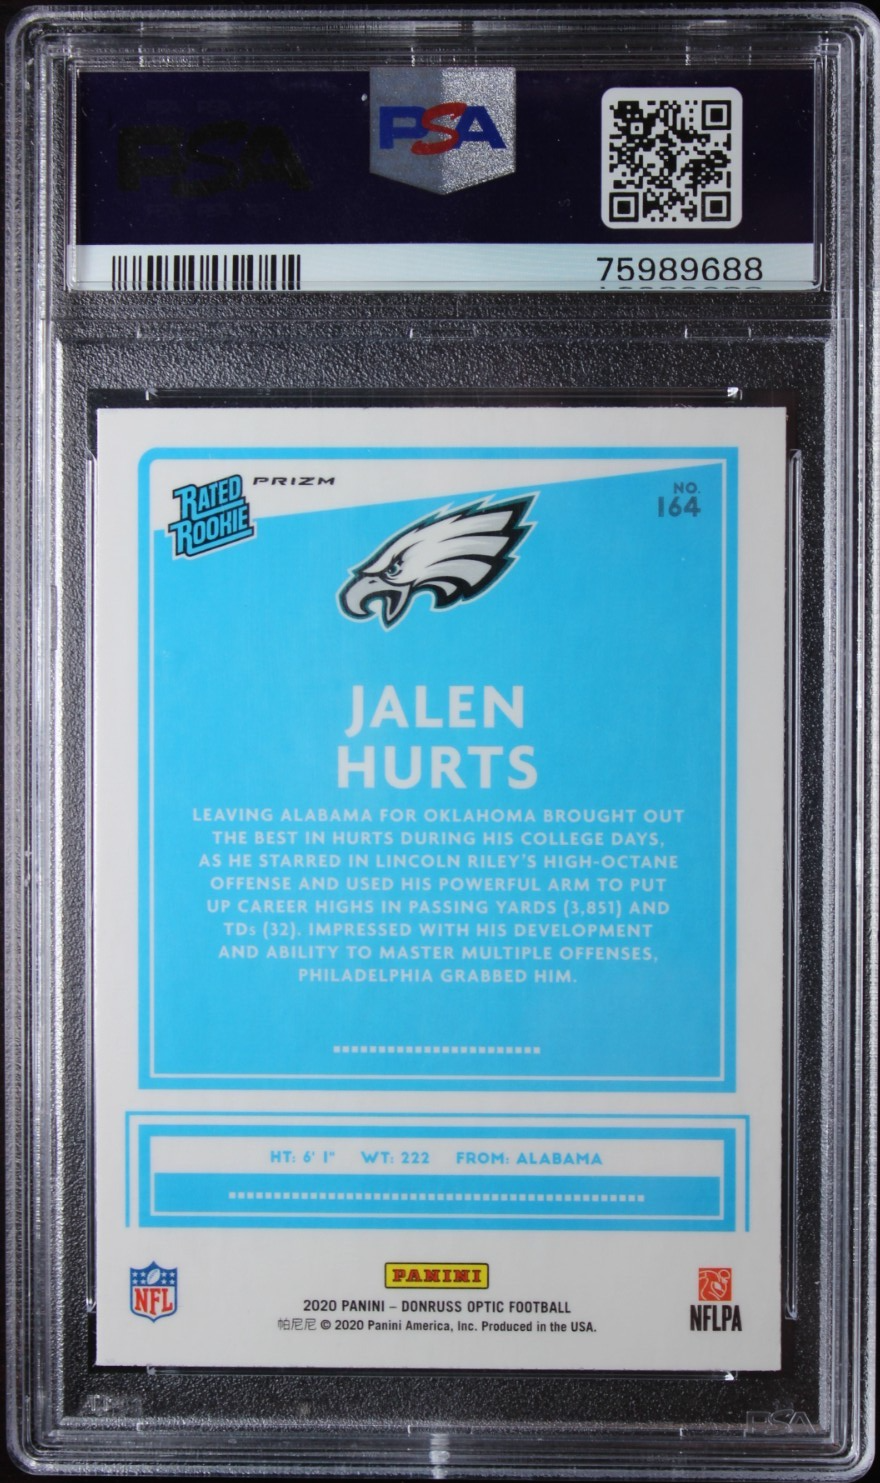 PSA
PSA
75989688
RATED
ROOKIE
PRIZM
NO.
164
JALEN
HURTS
LEAVING ALABAMA FOR OKLAHOMA BROUGHT OUT
THE BEST IN HURTS DURING HIS COLLEGE DAYS,
AS HE STARRED IN LINCOLN RILEY'S HIGH-OCTANE
OFFENSE AND USED HIS POWERFUL ARM TO PUT
UP CAREER HIGHS IN PASSING YARDS (3,851) AND
TDs (32). IMPRESSED WITH HIS DEVELOPMENT
AND ABILITY TO MASTER MULTIPLE OFFENSES,
PHILADELPHIA GRABBED HIM.
HT: 6' 1" WT: 222 FROM: ALABAMA
NFL
PANINI
2020 PANINI – DONRUSS OPTIC FOOTBALL
帕尼尼 © 2020 Panini America, Inc. Produced in the USA.
NFLPA
PSA